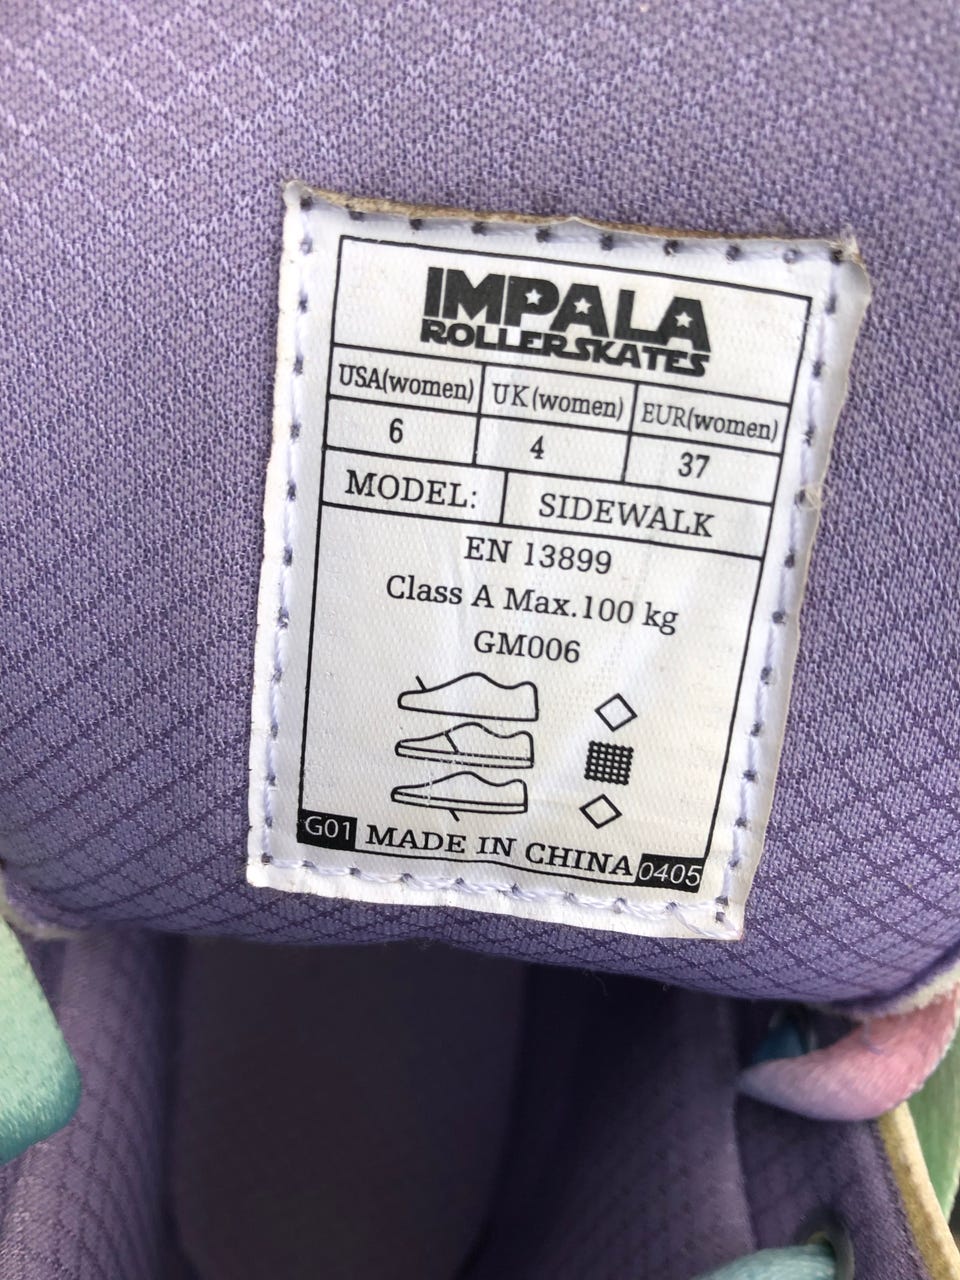 IMPALA
ROLLERSKATES
USA(women) UK(women) EUR(women)
6 4 37
MODEL: SIDEWALK
EN 13899
Class A Max.100 kg
GM006
G01 MADE IN CHINA 0405